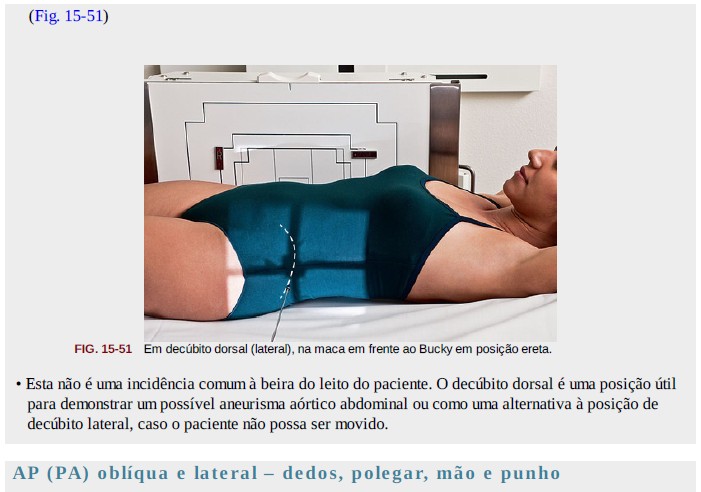 (Fig. 15-51)
FIG. 15-51 Em decúbito dorsal (lateral), na maca em frente ao Bucky em posição ereta.
• Esta não é uma incidência comum à beira do leito do paciente. O decúbito dorsal é uma posição útil
para demonstrar um possível aneurisma aórtico abdominal ou como uma alternativa à posição de
decúbito lateral, caso o paciente não possa ser movido.
AP (PA) oblíqua e lateral – dedos, polegar, mão e punho